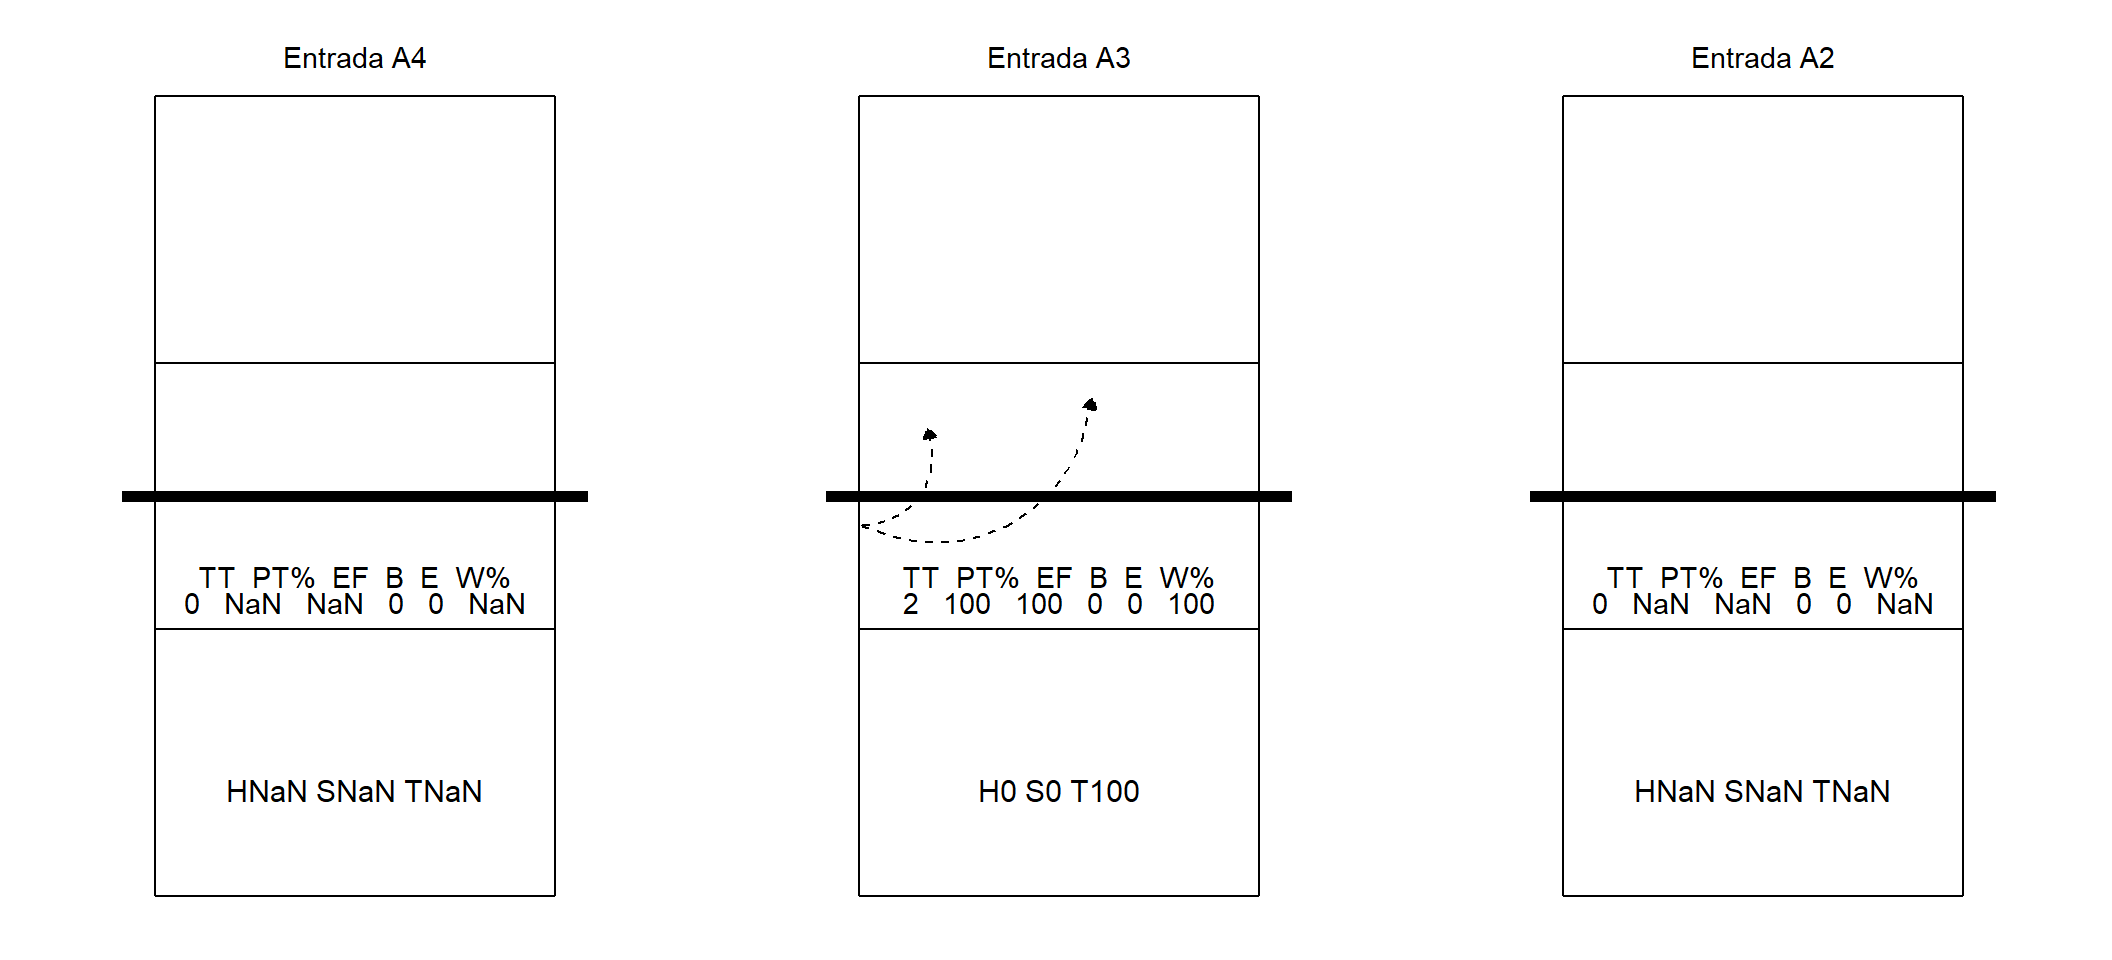 Entrada A4
Entrada A3
Entrada A2
TT PT% EF B E W%
0 NaN NaN 0 0 NaN
TT PT% EF B E W%
2 100 100 0 0 100
TT PT% EF B E W%
0 NaN NaN 0 0 NaN
HNaN SNaN TNaN
H0 S0 T100
HNaN SNaN TNaN